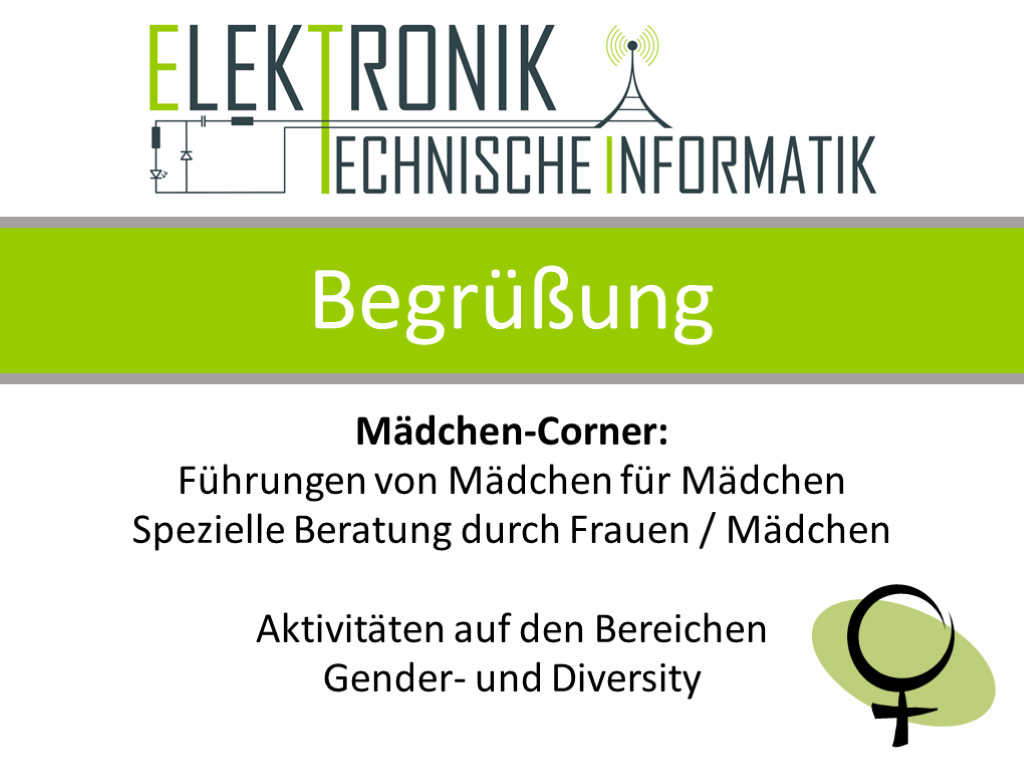 ELEKTRONIK
TECHNISCHE INFORMATIK
Begrüßung
Mädchen-Corner:
Führungen von Mädchen für Mädchen
Spezielle Beratung durch Frauen / Mädchen
Aktivitäten auf den Bereichen
Gender- und Diversity